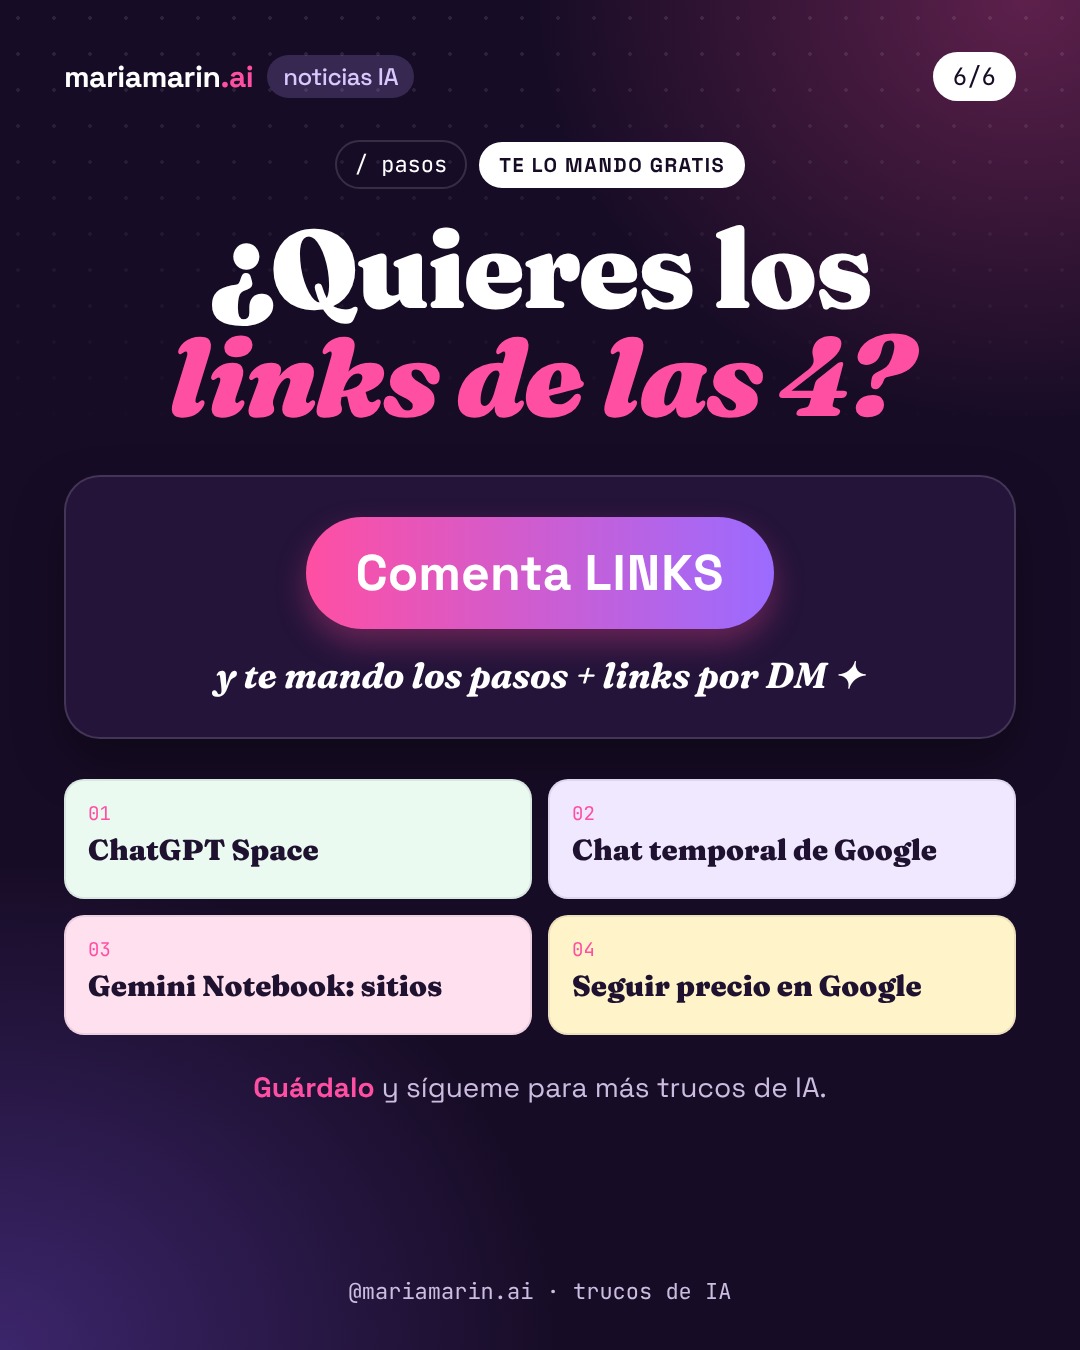 mariamarin.ai noticias IA 6/6
/ pasos TE LO MANDO GRATIS
¿Quieres los
links de las 4?
Comenta LINKS
y te mando los pasos + links por DM ✦
01
ChatGPT Space
02
Chat temporal de Google
03
Gemini Notebook: sitios
04
Seguir precio en Google
Guárdalo y sígueme para más trucos de IA.
@mariamarin.ai · trucos de IA